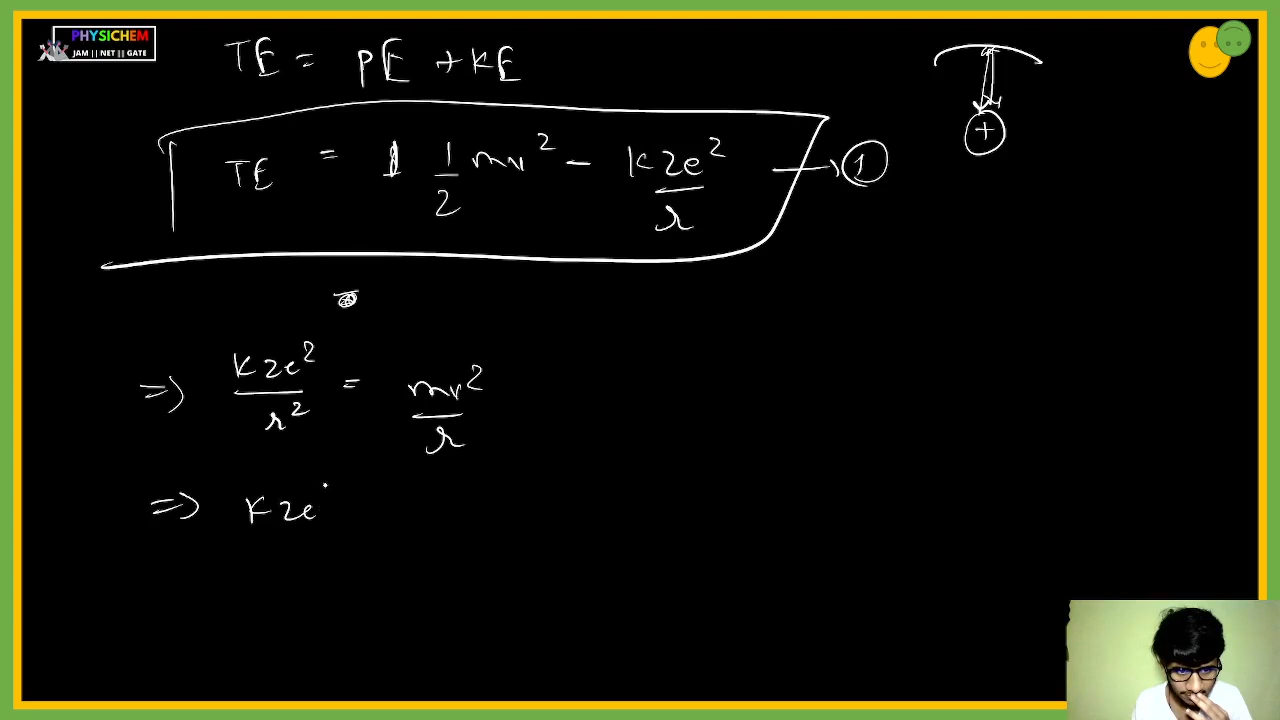 PHYSICHEM
JAM || NET || GATE
TE = PE + KE
TE = 1/2 mv² - kze²/r → ①
+
⇒ kze²/r² = mv²/r
⇒ kze